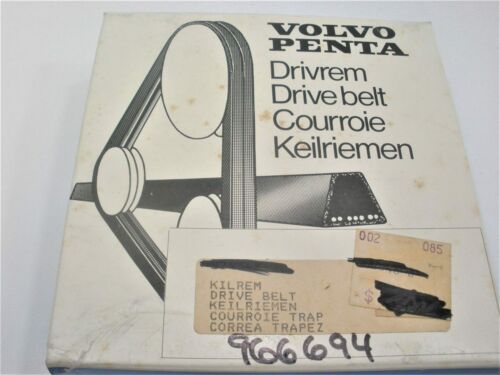 VOLVO
PENTA
Drivrem
Drive belt
Courroie
Keilriemen
002 085
KILREM
DRIVE BELT
KEILRIEMEN
COURROIE TRAP
CORREA TRAPEZ
$
966694